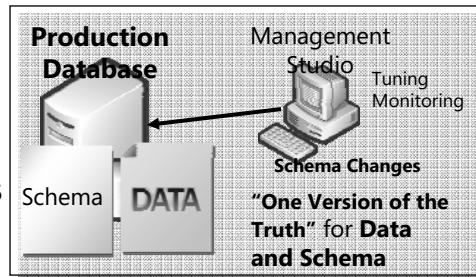 Production
Database
Schema
DATA
Management
Studio
Tuning
Monitoring
Schema Changes
“One Version of the
Truth” for Data
and Schema